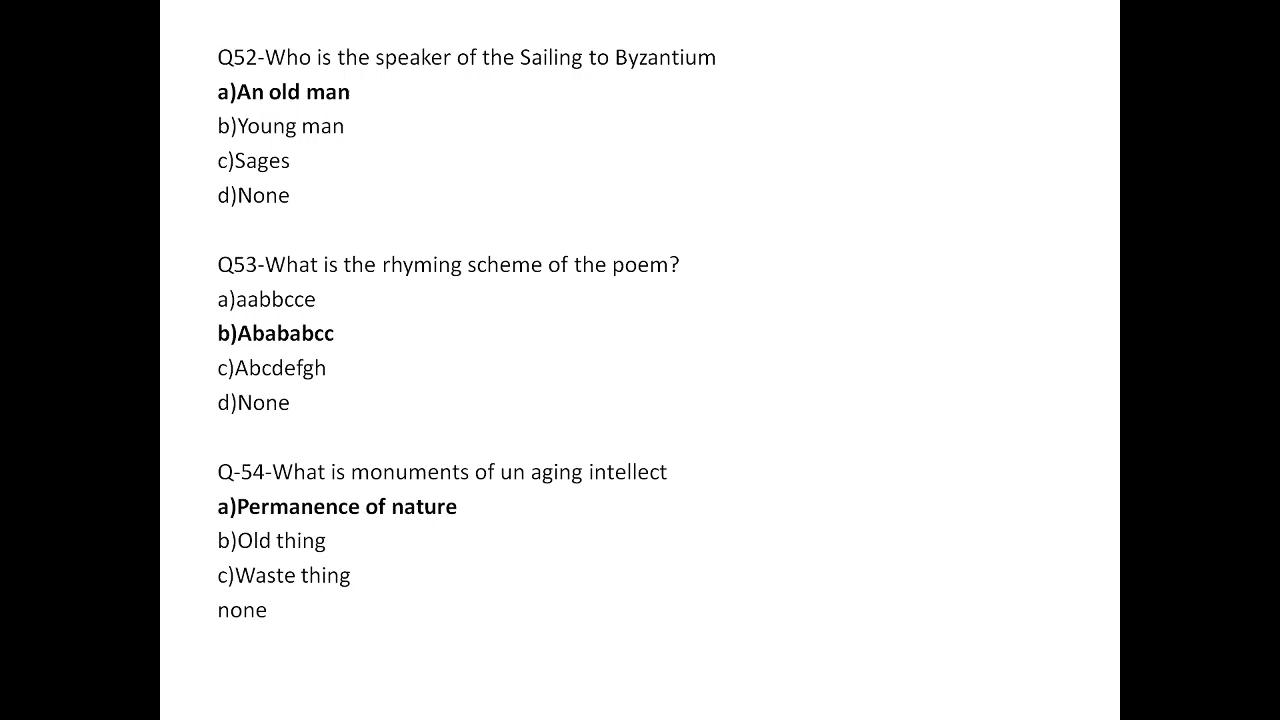 Q52-Who is the speaker of the Sailing to Byzantium
a)An old man
b)Young man
c)Sages
d)None
Q53-What is the rhyming scheme of the poem?
a)aabbcce
b)Abababcc
c)Abcdefgh
d)None
Q-54-What is monuments of un aging intellect
a)Permanence of nature
b)Old thing
c)Waste thing
none